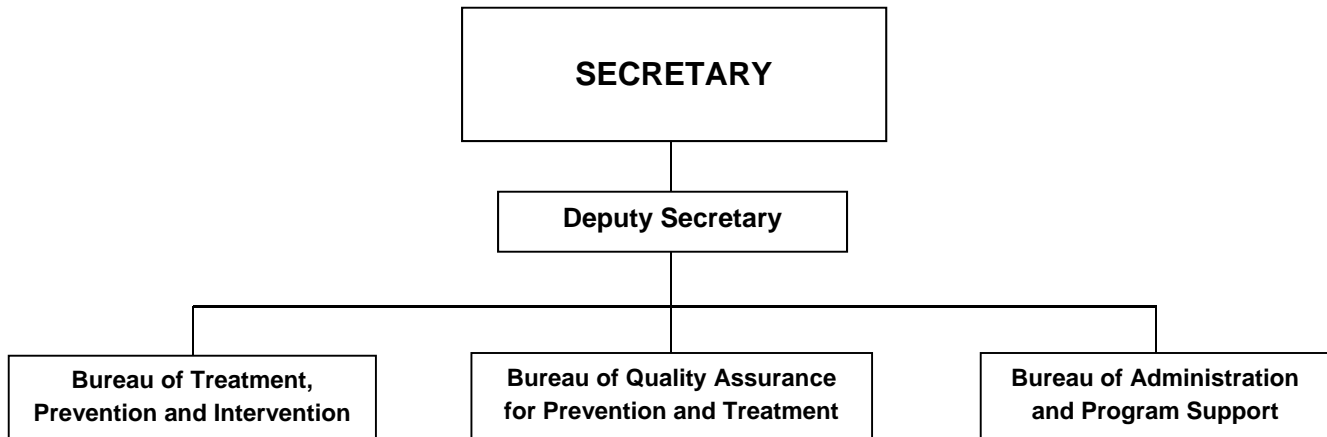 SECRETARY
Deputy Secretary
Bureau of Treatment,
Prevention and Intervention
Bureau of Quality Assurance
for Prevention and Treatment
Bureau of Administration
and Program Support